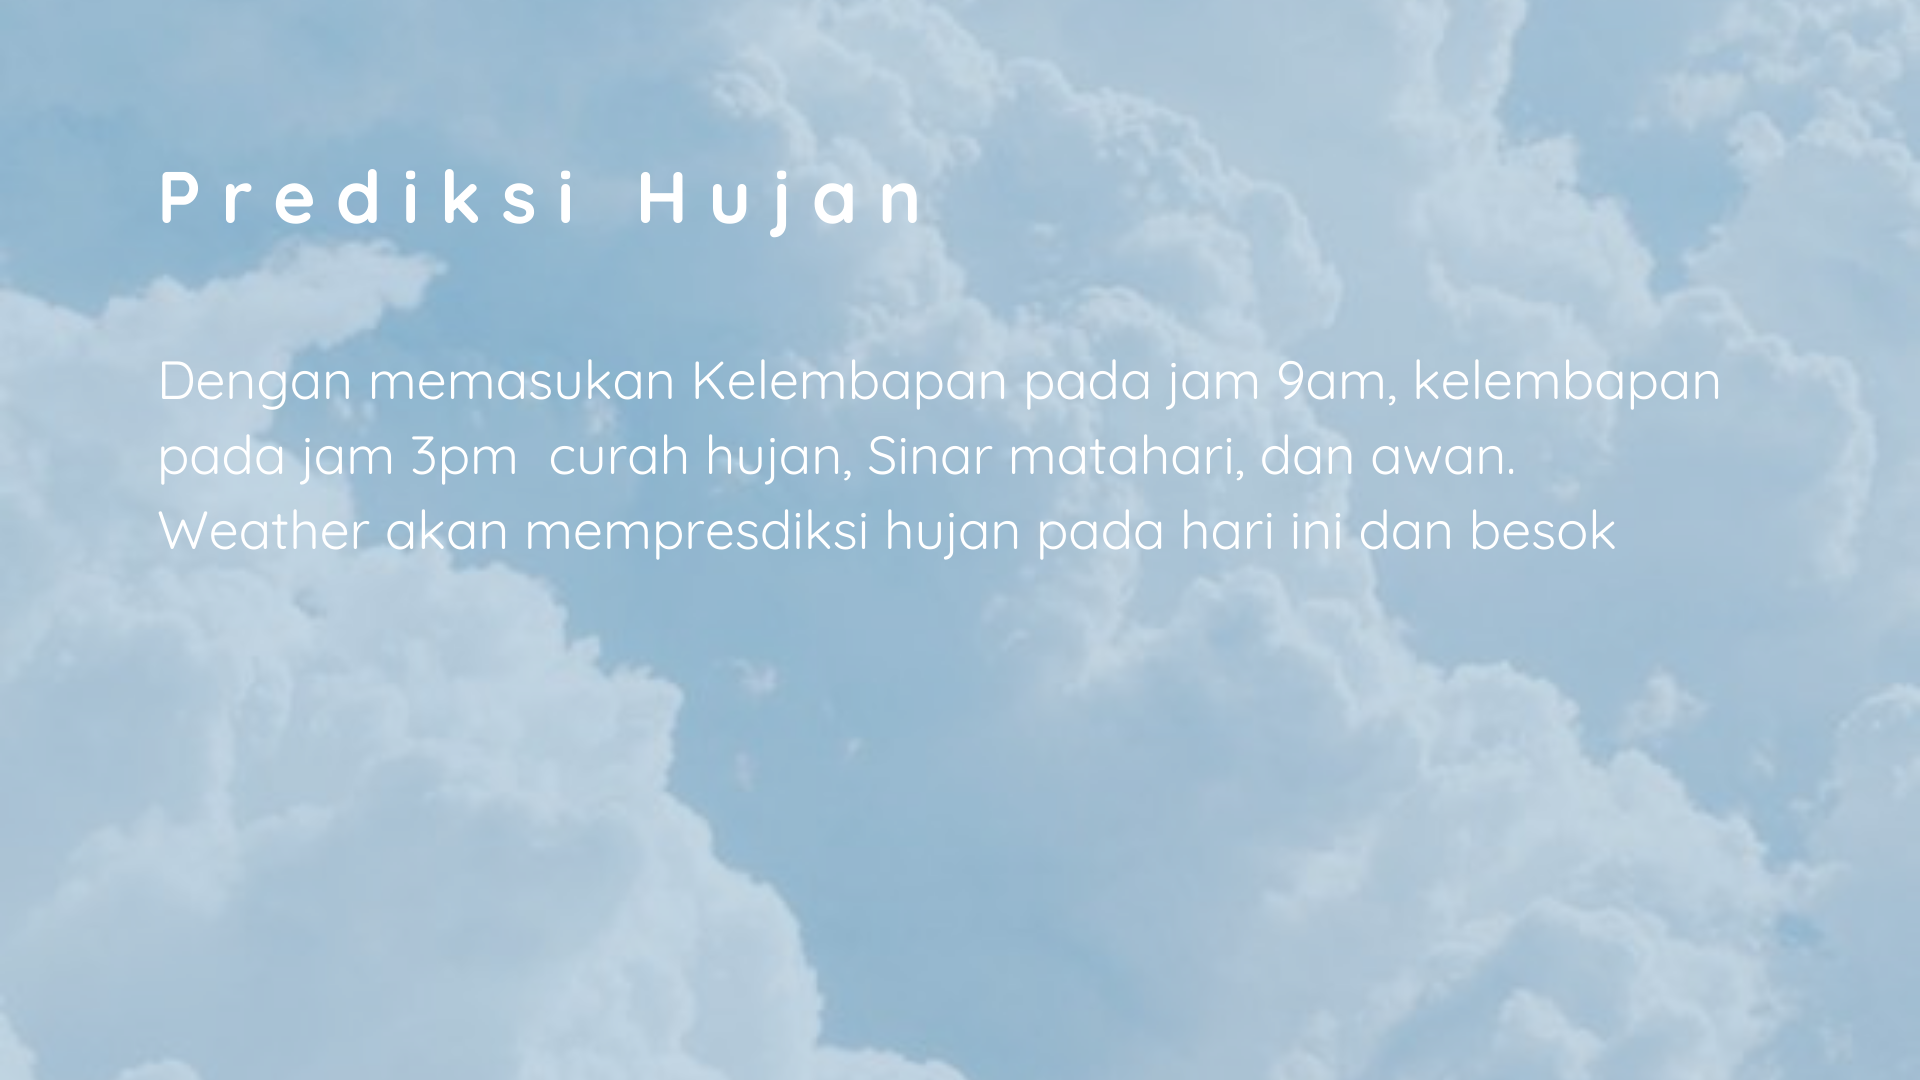 Prediksi Hujan
Dengan memasukan Kelembapan pada jam 9am, kelembapan
pada jam 3pm  curah hujan, Sinar matahari, dan awan.
Weather akan mempresdiksi hujan pada hari ini dan besok